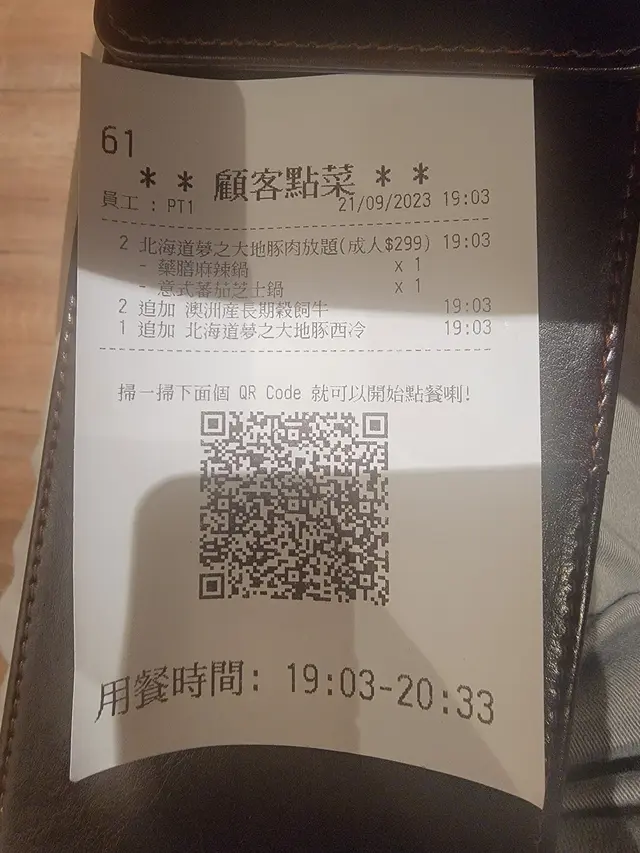 61
* * 顧客點菜 * *
員工 : PT1 21/09/2023 19:03
2 北海道夢之大地豚肉放題(成人$299) 19:03
- 藥膳麻辣鍋 x 1
- 意式蕃茄芝士鍋 x 1
2 追加 澳洲產長期穀飼牛 19:03
1 追加 北海道夢之大地豚西冷 19:03
掃一掃下面個 QR Code 就可以開始點餐喇!
用餐時間: 19:03-20:33